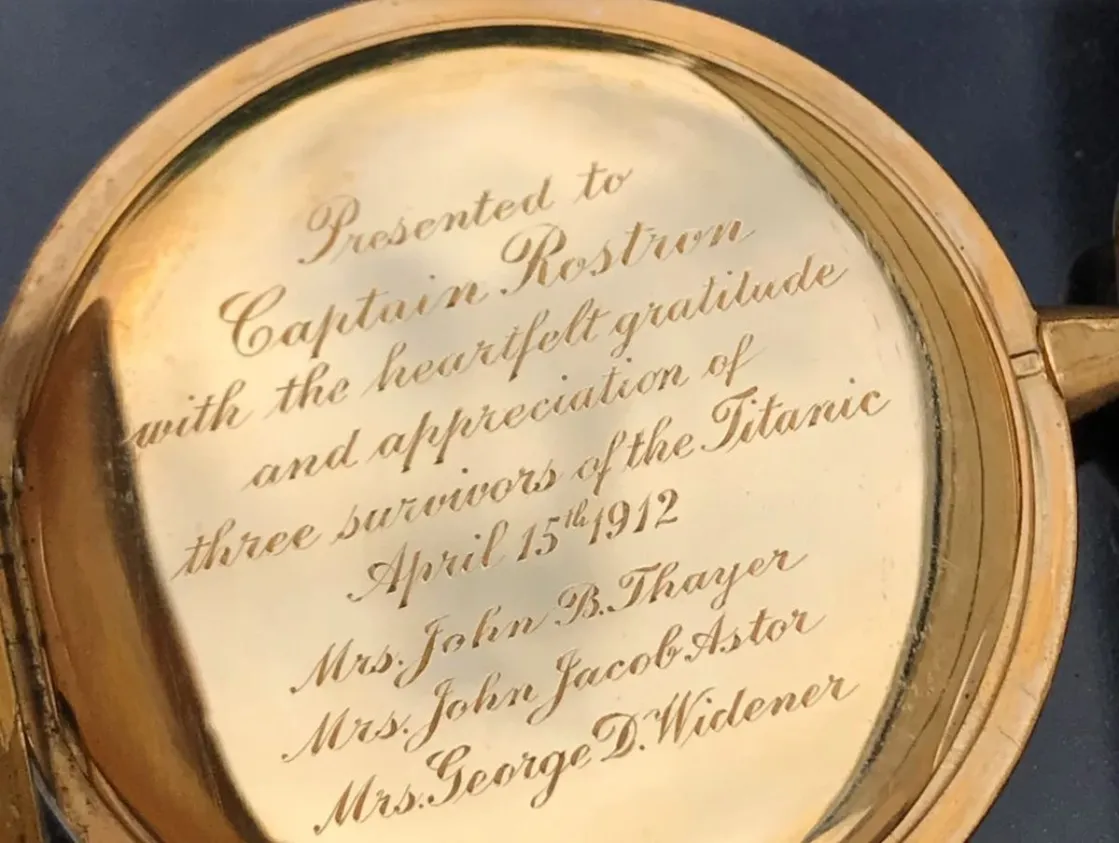 Presented to
Captain Rostron
with the heartfelt gratitude
and appreciation of
three survivors of the Titanic
April 15th 1912
Mrs. John B. Thayer
Mrs. John Jacob Astor
Mrs. George D. Widener